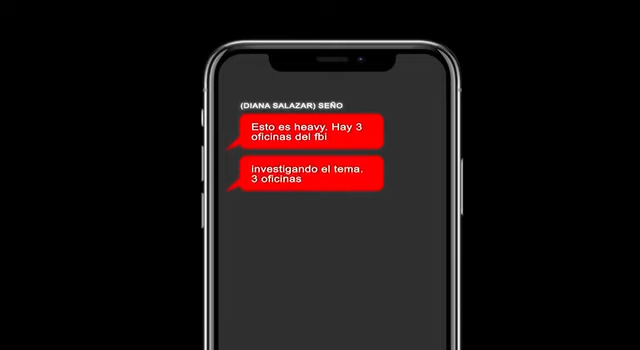 (DIANA SALAZAR) SEÑO
Esto es heavy. Hay 3
oficinas del fbi
investigando el tema.
3 oficinas